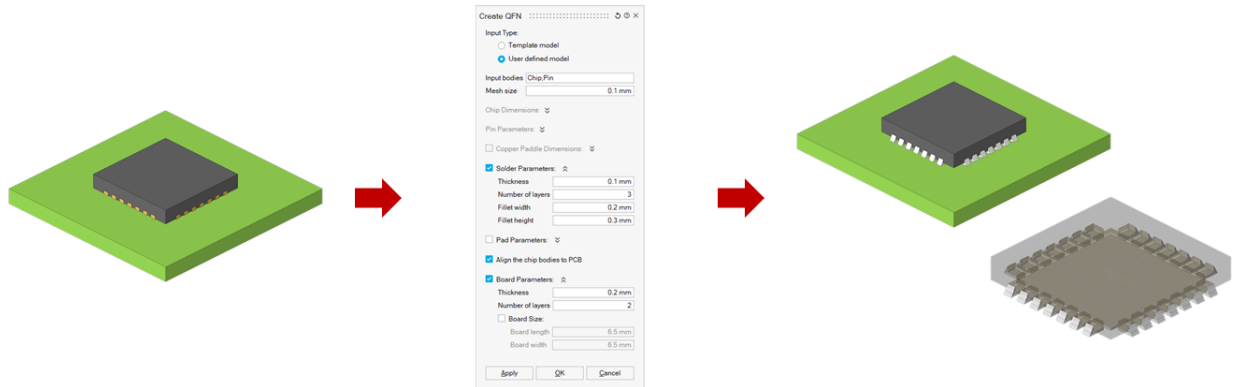 Create QFN
Input Type:
Template model
User defined model
Input bodies Chip,Pin
Mesh size 0.1 mm
Chip Dimensions:
Pin Parameters:
Copper Paddle Dimensions:
Solder Parameters:
Thickness 0.1 mm
Number of layers 3
Fillet width 0.2 mm
Fillet height 0.3 mm
Pad Parameters:
Align the chip bodies to PCB
Board Parameters:
Thickness 0.2 mm
Number of layers 2
Board Size:
Board length 6.5 mm
Board width 6.5 mm
Apply OK Cancel